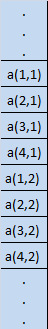 .
.
.
a(1,1)
a(2,1)
a(3,1)
a(4,1)
a(1,2)
a(2,2)
a(3,2)
a(4,2)
.
.
.